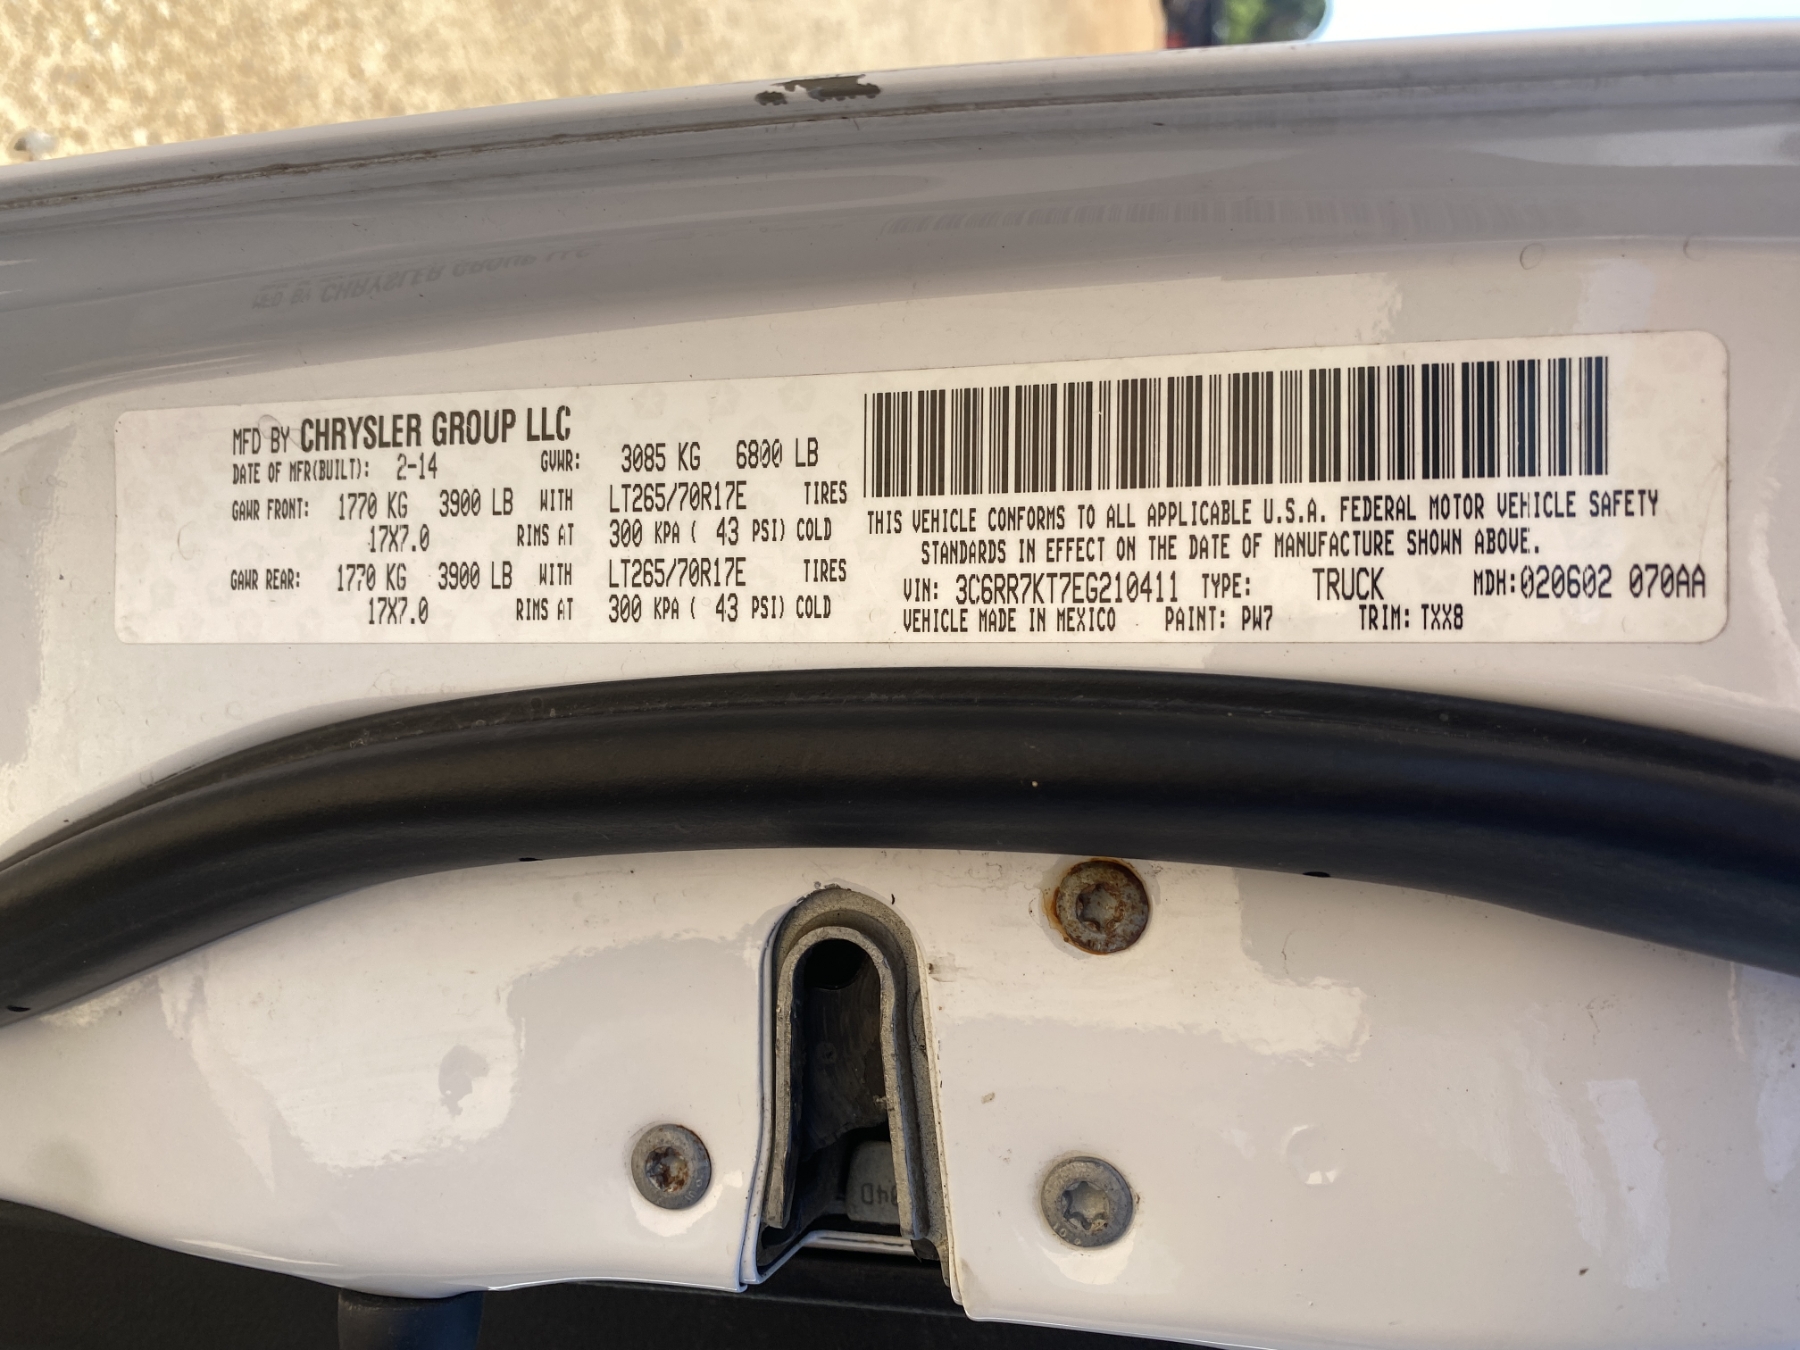 MFD BY CHRYSLER GROUP LLC
DATE OF MFR(BUILT): 2-14 GVWR: 3085 KG 6800 LB
GAWR FRONT: 1770 KG 3900 LB WITH LT265/70R17E TIRES
17X7.0 RIMS AT 300 KPA ( 43 PSI) COLD
GAWR REAR: 1770 KG 3900 LB WITH LT265/70R17E TIRES
17X7.0 RIMS AT 300 KPA ( 43 PSI) COLD
THIS VEHICLE CONFORMS TO ALL APPLICABLE U.S.A. FEDERAL MOTOR VEHICLE SAFETY
STANDARDS IN EFFECT ON THE DATE OF MANUFACTURE SHOWN ABOVE.
VIN: 3C6RR7KT7EG210411 TYPE: TRUCK MDH:020602 070AA
VEHICLE MADE IN MEXICO PAINT: PW7 TRIM: TXX8